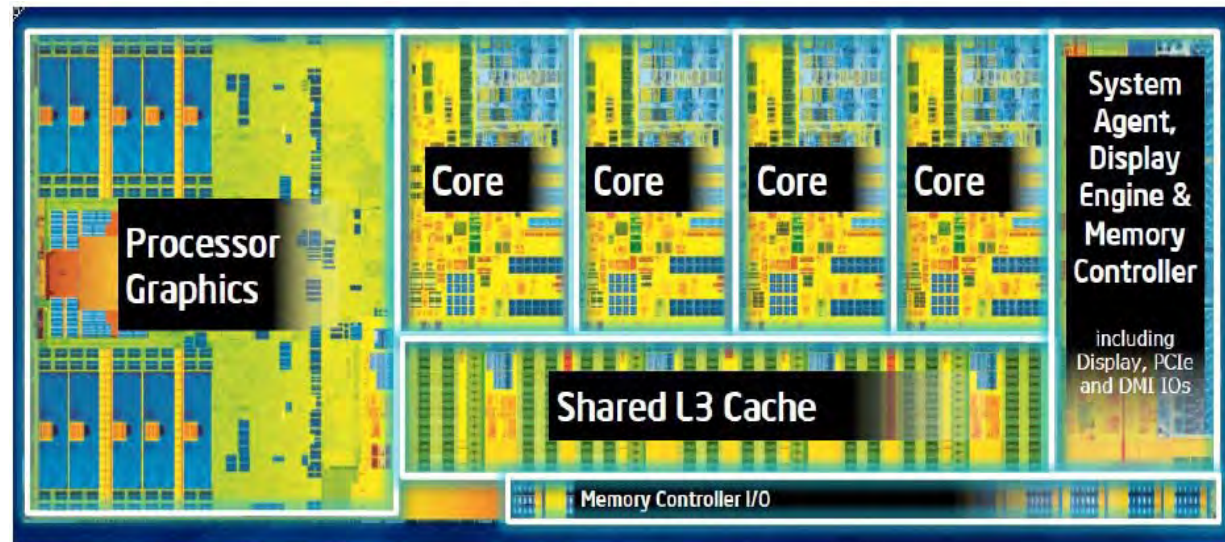 Processor
Graphics
Core
Core
Core
Core
System
Agent,
Display
Engine &
Memory
Controller
including
Display, PCIe
and DMI IOs
Shared L3 Cache
Memory Controller I/O